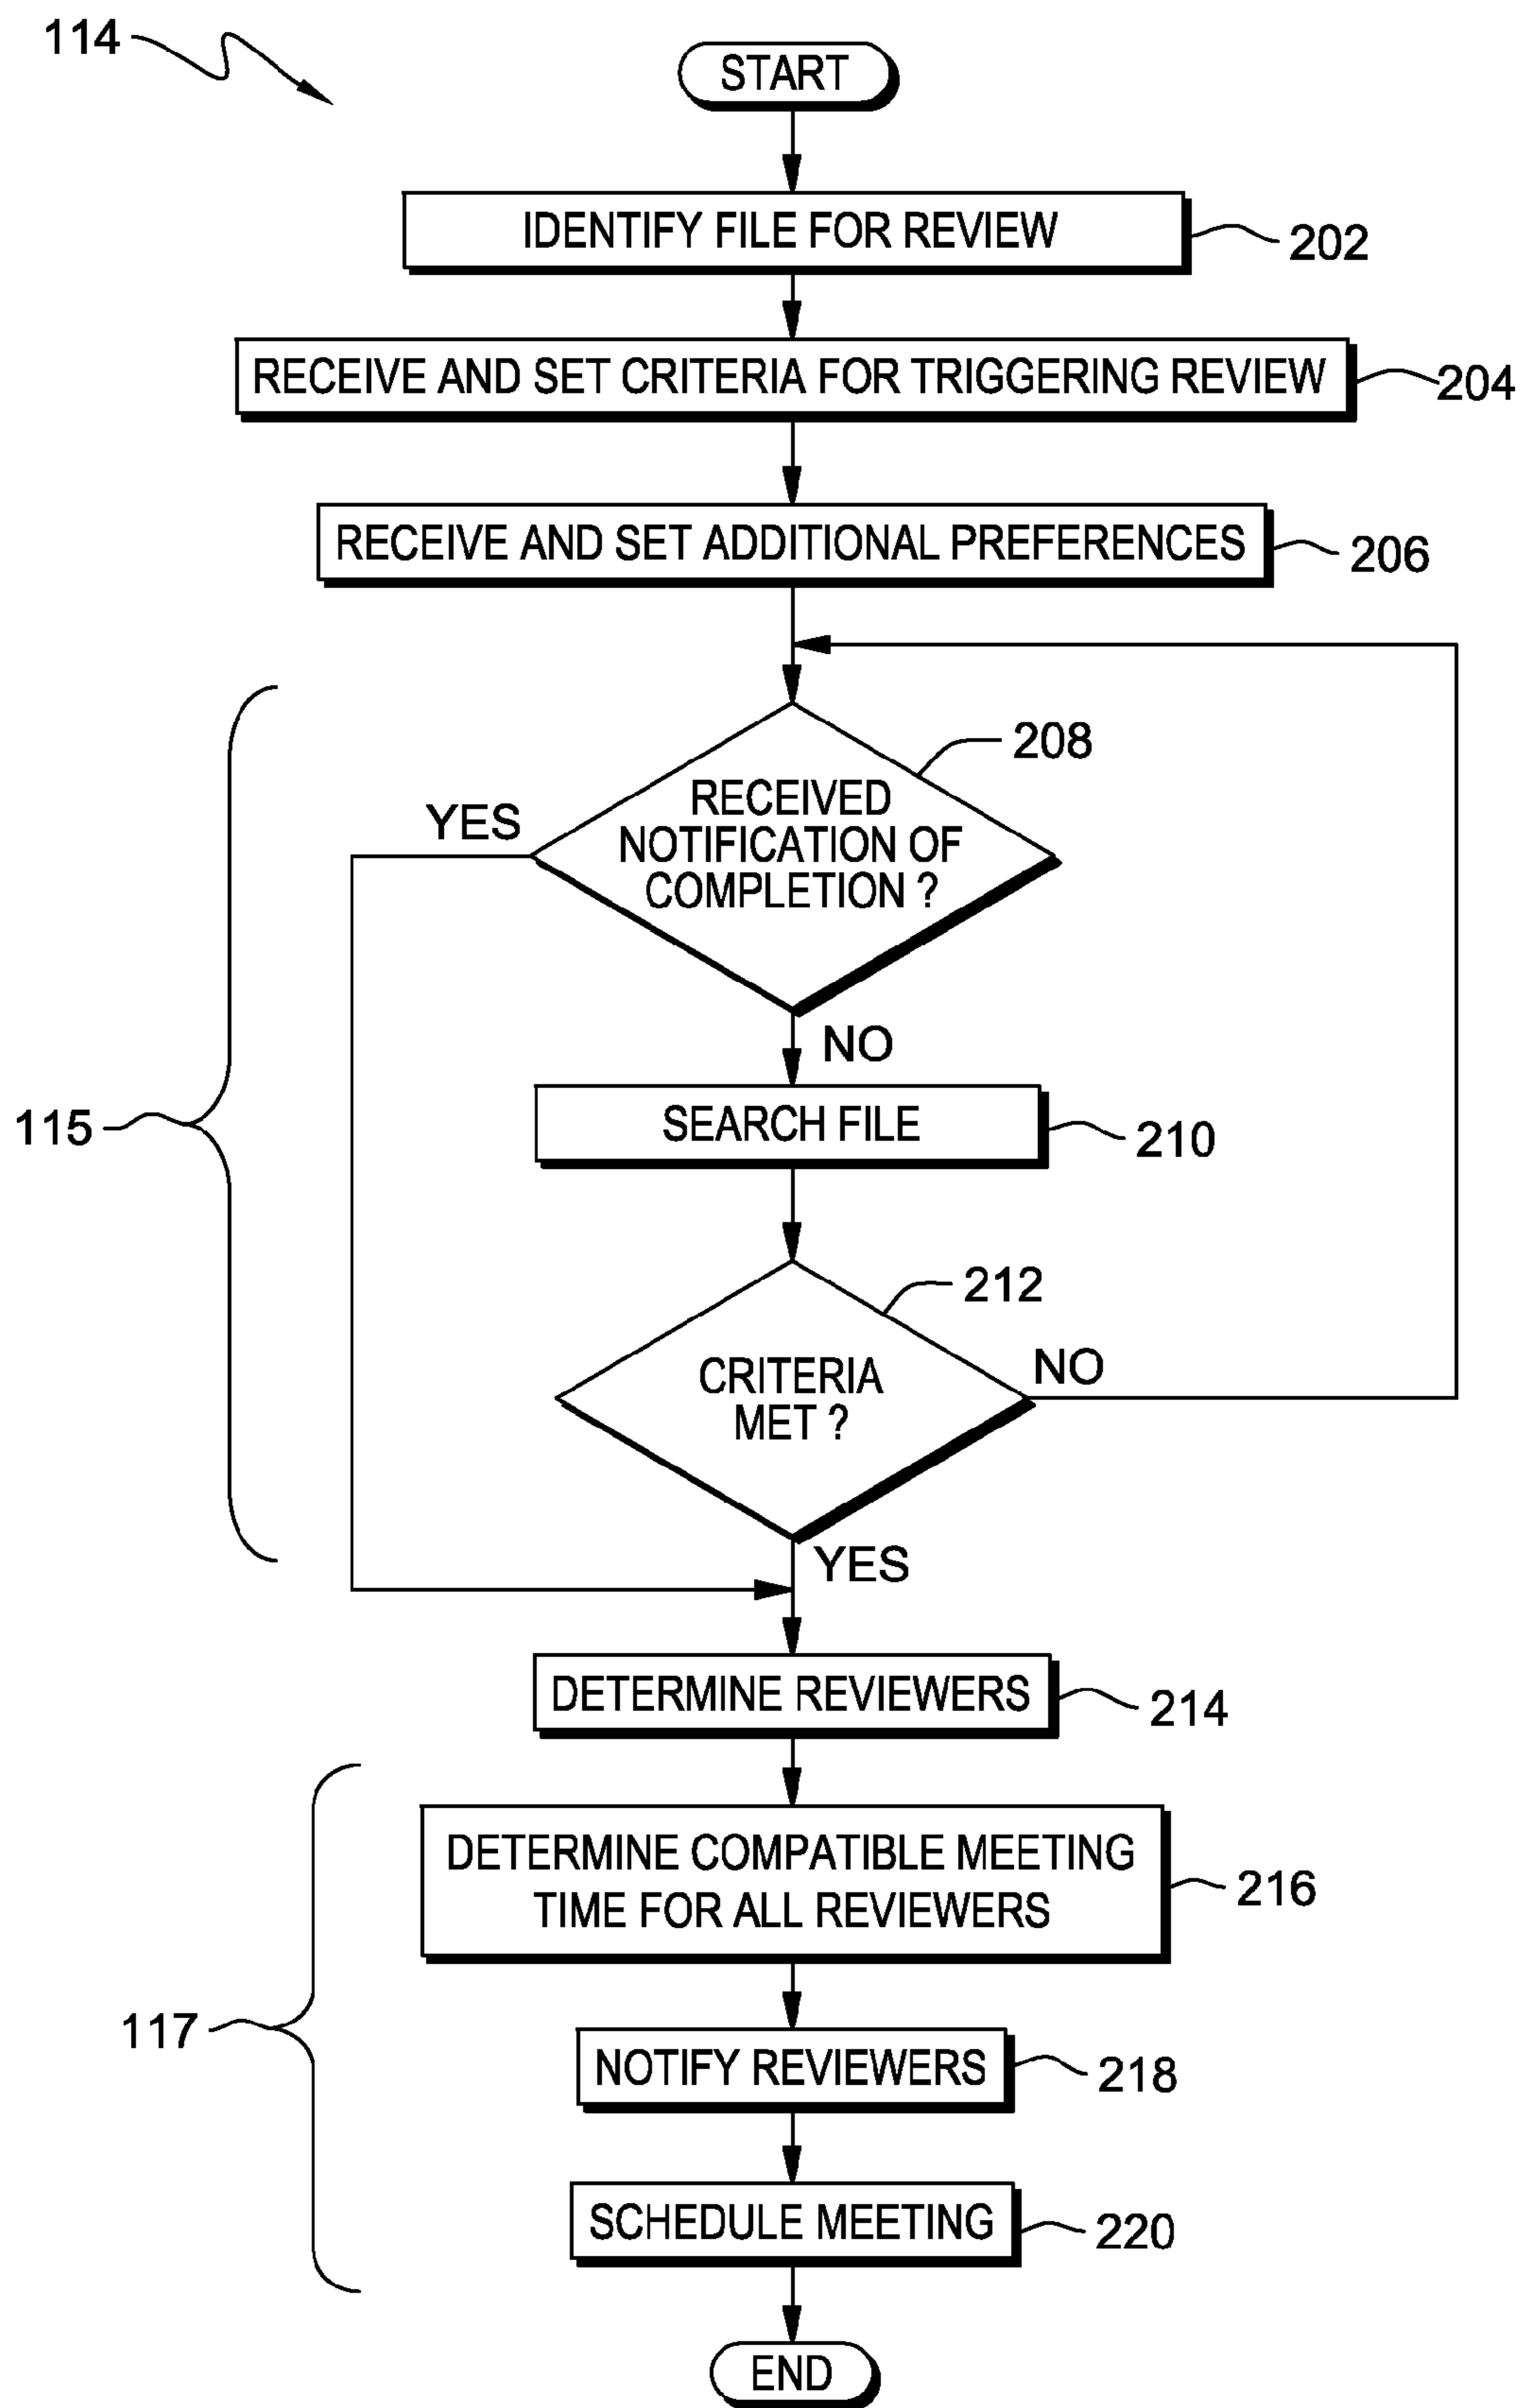 114
START
IDENTIFY FILE FOR REVIEW
202
RECEIVE AND SET CRITERIA FOR TRIGGERING REVIEW
204
RECEIVE AND SET ADDITIONAL PREFERENCES
206
208
RECEIVED
NOTIFICATION OF
COMPLETION ?
YES
NO
115
SEARCH FILE
210
212
CRITERIA
MET ?
NO
YES
DETERMINE REVIEWERS
214
DETERMINE COMPATIBLE MEETING
TIME FOR ALL REVIEWERS
216
117
NOTIFY REVIEWERS
218
SCHEDULE MEETING
220
END